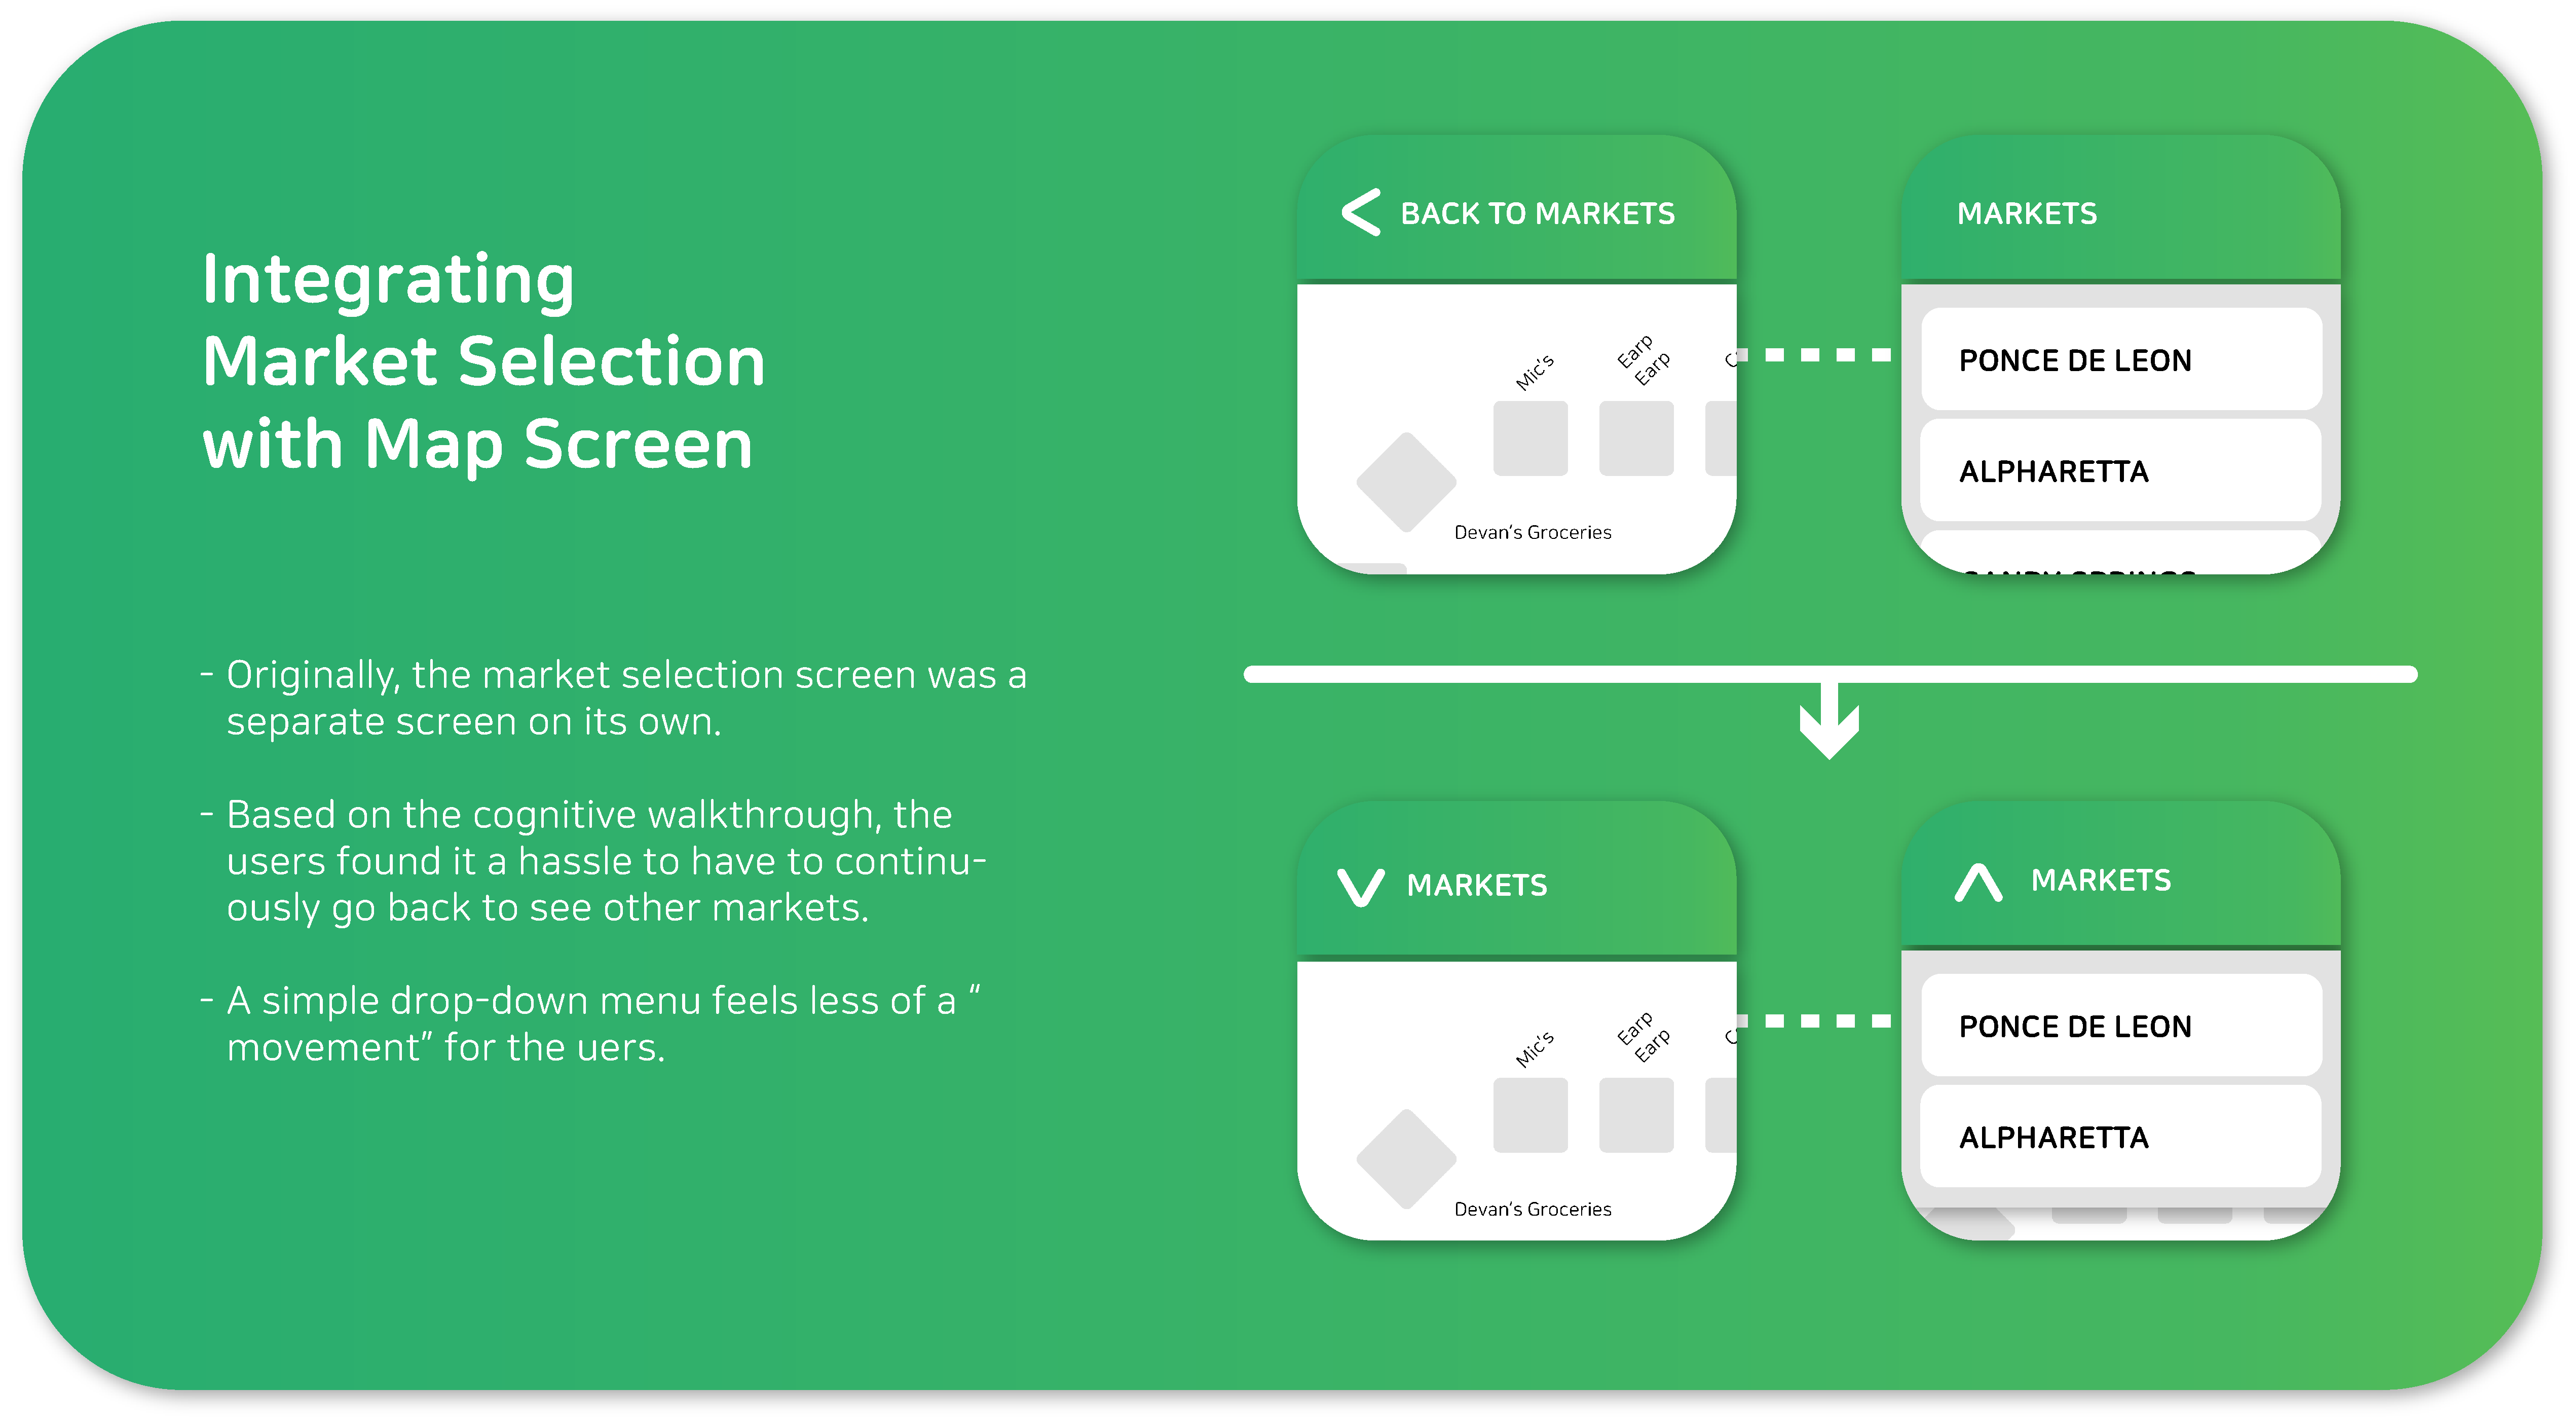 Integrating
Market Selection
with Map Screen
- Originally, the market selection screen was a
separate screen on its own.
- Based on the cognitive walkthrough, the
users found it a hassle to have to continu-
ously go back to see other markets.
- A simple drop-down menu feels less of a “
movement” for the uers.
BACK TO MARKETS
Mic's
Earp
Earp
Devan's Groceries
MARKETS
PONCE DE LEON
ALPHARETTA
MARKETS
Mic's
Earp
Earp
Devan's Groceries
MARKETS
PONCE DE LEON
ALPHARETTA